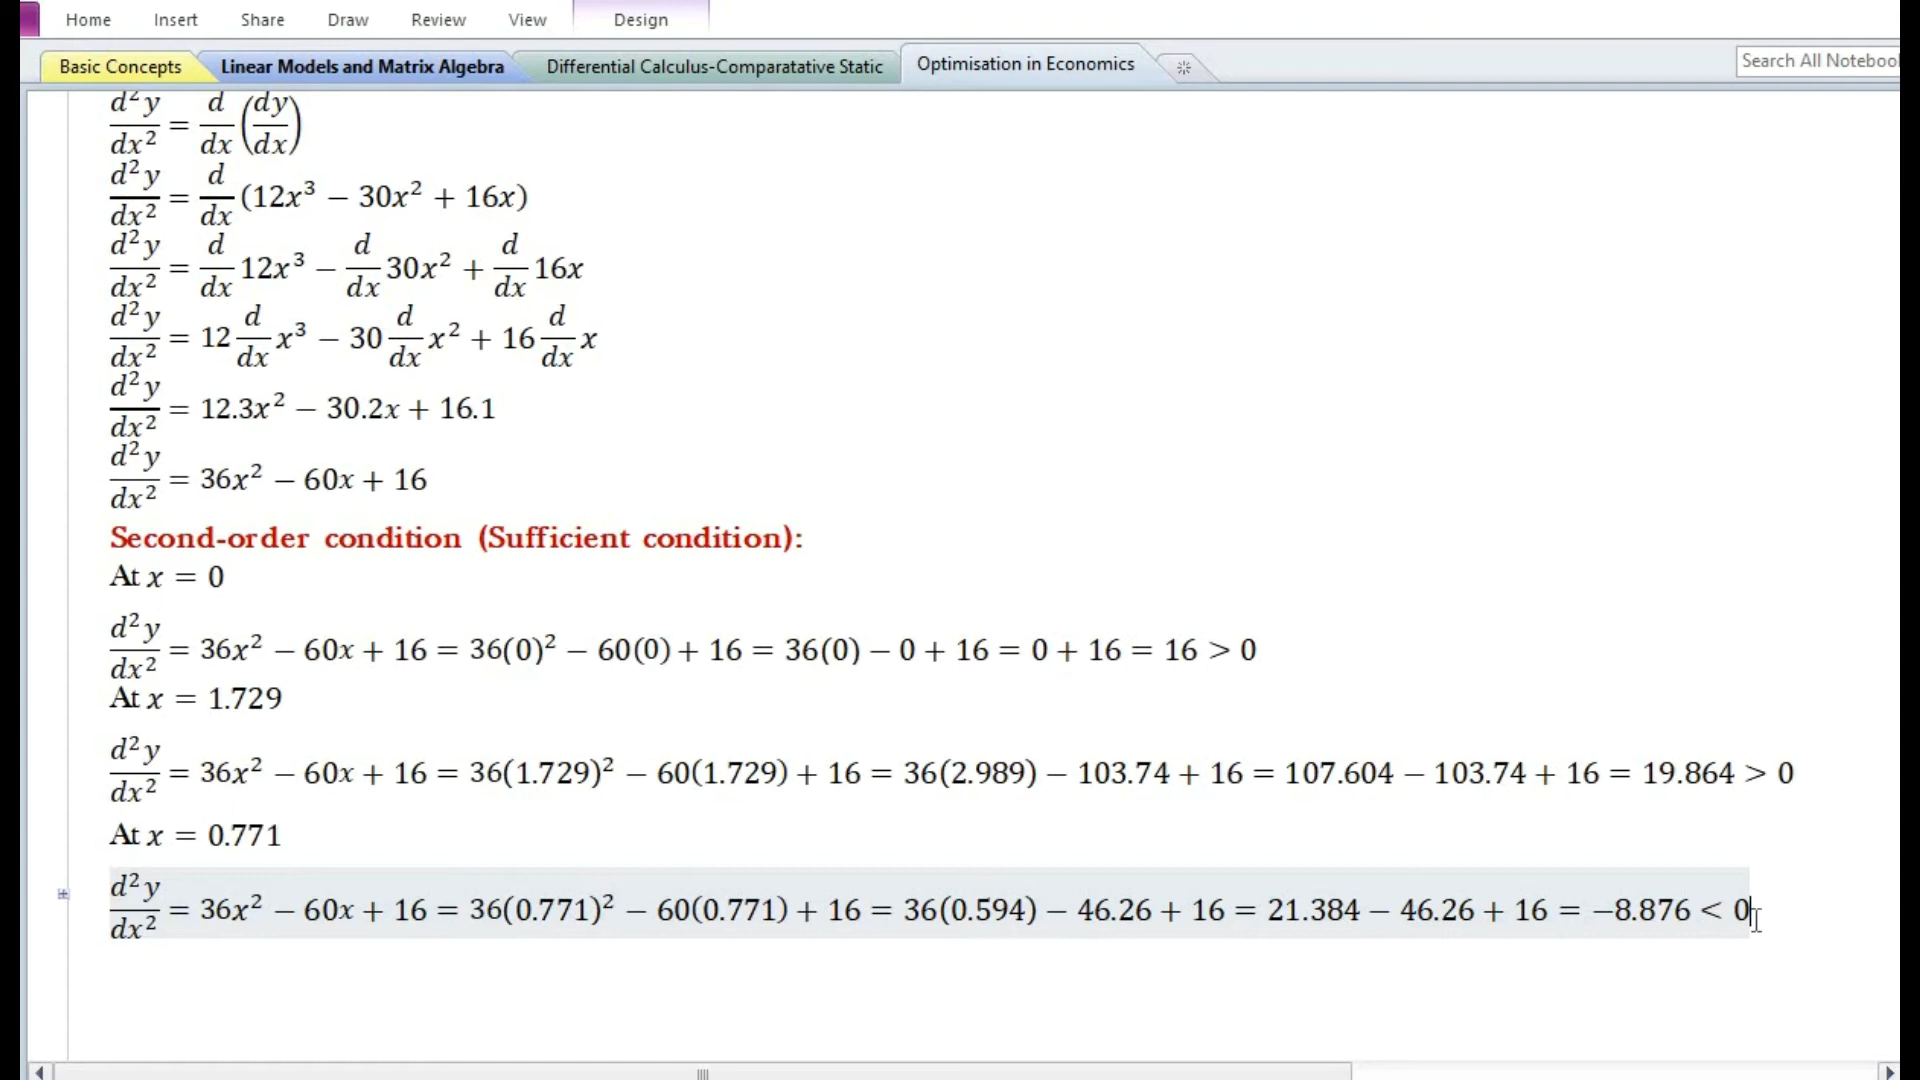 Home Insert Share Draw Review View Design
Basic Concepts Linear Models and Matrix Algebra Differential Calculus-Comparatative Static Optimisation in Economics Search All Noteboo
d²y/dx² = d/dx (dy/dx)
d²y/dx² = d/dx (12x³ − 30x² + 16x)
d²y/dx² = d/dx 12x³ − d/dx 30x² + d/dx 16x
d²y/dx² = 12 d/dx x³ − 30 d/dx x² + 16 d/dx x
d²y/dx² = 12.3x² − 30.2x + 16.1
d²y/dx² = 36x² − 60x + 16
Second-order condition (Sufficient condition):
At x = 0
d²y/dx² = 36x² − 60x + 16 = 36(0)² − 60(0) + 16 = 36(0) − 0 + 16 = 0 + 16 = 16 > 0
At x = 1.729
d²y/dx² = 36x² − 60x + 16 = 36(1.729)² − 60(1.729) + 16 = 36(2.989) − 103.74 + 16 = 107.604 − 103.74 + 16 = 19.864 > 0
At x = 0.771
d²y/dx² = 36x² − 60x + 16 = 36(0.771)² − 60(0.771) + 16 = 36(0.594) − 46.26 + 16 = 21.384 − 46.26 + 16 = −8.876 < 0